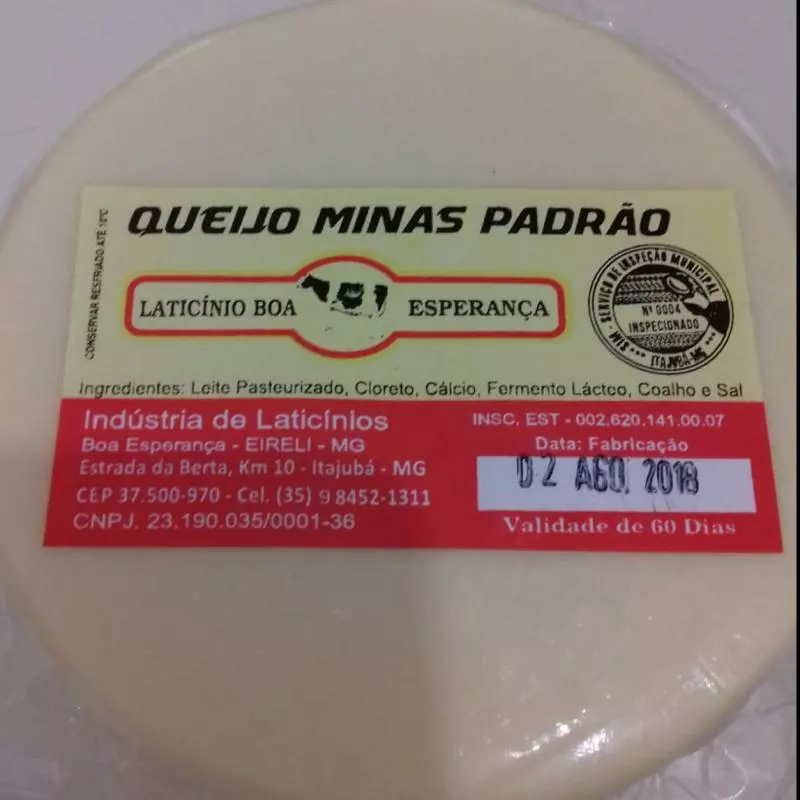 QUEIJO MINAS PADRÃO
CONSERVAR RESFRIADO ATÉ 10°C
LATICÍNIO BOA ESPERANÇA
SIM - SERVIÇO DE INSPEÇÃO MUNICIPAL
Nº 0004
INSPECIONADO
ITAJUBÁ-MG
Ingredientes: Leite Pasteurizado, Cloreto, Cálcio, Fermento Láctco, Coalho e Sal
Indústria de Laticínios
Boa Esperança - EIRELI - MG
Estrada da Berta, Km 10 - Itajubá - MG
CEP 37.500-970 - Cel. (35) 9 8452-1311
CNPJ. 23.190.035/0001-36
INSC. EST - 002.620.141.00.07
Data: Fabricação
02 AGO. 2018
Validade de 60 Dias